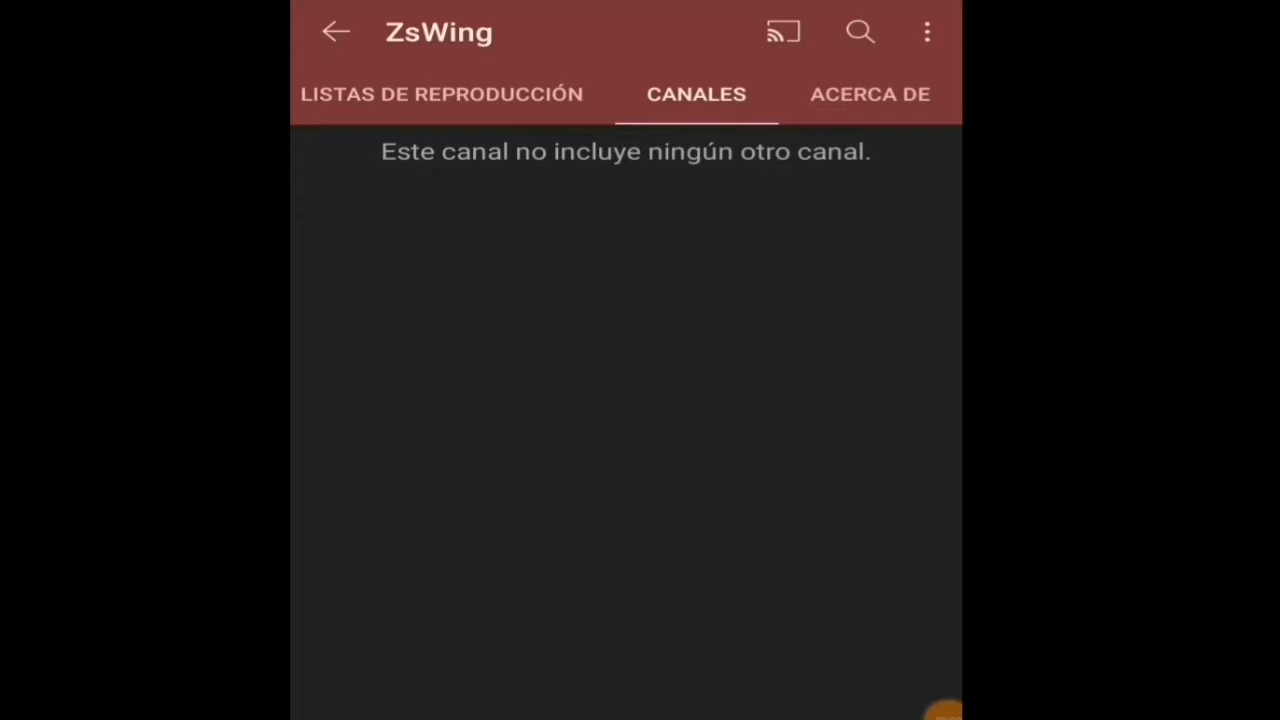 ZsWing
LISTAS DE REPRODUCCIÓN CANALES ACERCA DE
Este canal no incluye ningún otro canal.